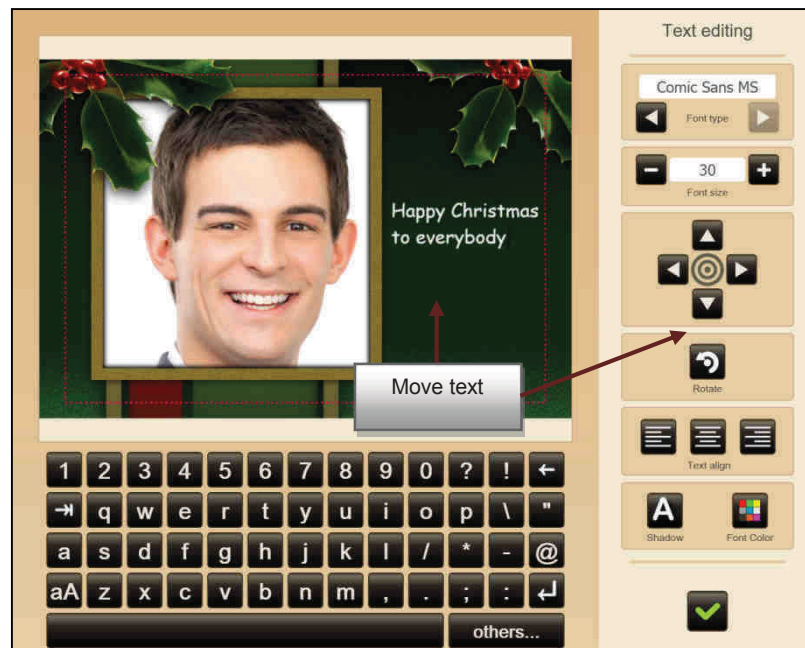 Text editing
Comic Sans MS
Font type
30
Font size
Happy Christmas
to everybody
Move text
Rotate
Text align
A
Shadow
Font Color
1 2 3 4 5 6 7 8 9 0 ? ! ←
⇥ q w e r t y u i o p \ "
a s d f g h j k l / * - @
aA z x c v b n m , . ; : ↵
others...